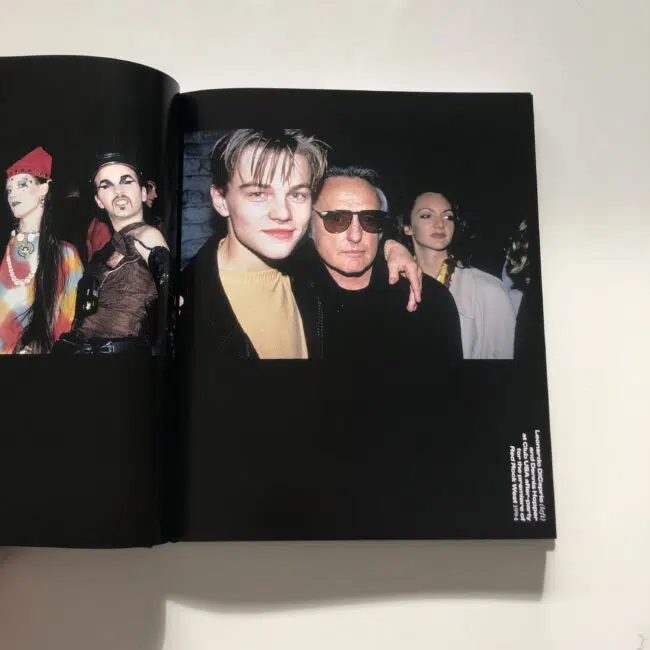 Leonardo DiCaprio (left)
and Dennis Hopper
at Club USA after-party
for the premiere of
Red Rock West 1994